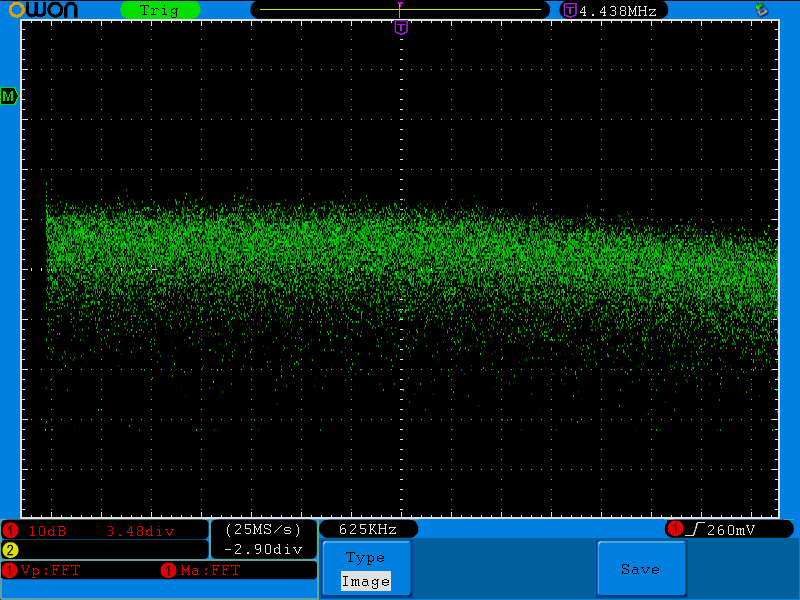 OWON Trig T 4.438MHz
T
M
1 10dB 3.48div (25MS/s) 625KHz 1 260mV
2 -2.90div
1 Vp:FFT 1 Ma:FFT
Type
Image
Save